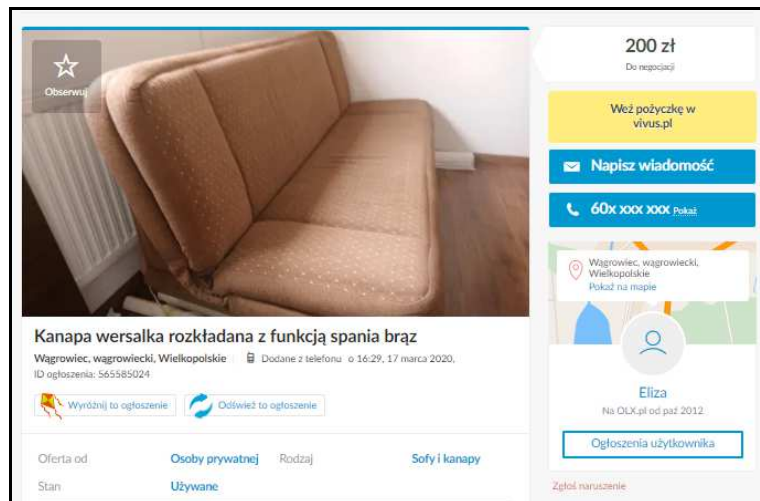 Obserwuj
200 zł
Do negocjacji
Weź pożyczkę w
vivus.pl
Napisz wiadomość
60x xxx xxx Pokaż
Wągrowiec, wągrowiecki,
Wielkopolskie
Pokaż na mapie
Eliza
Na OLX.pl od paź 2012
Ogłoszenia użytkownika
Zgłoś naruszenie
Kanapa wersalka rozkładana z funkcją spania brąz
Wągrowiec, wągrowiecki, Wielkopolskie Dodane z telefonu o 16:29, 17 marca 2020,
ID ogłoszenia: 565585024
Wyróżnij to ogłoszenie Odśwież to ogłoszenie
Oferta od Osoby prywatnej Rodzaj Sofy i kanapy
Stan Używane